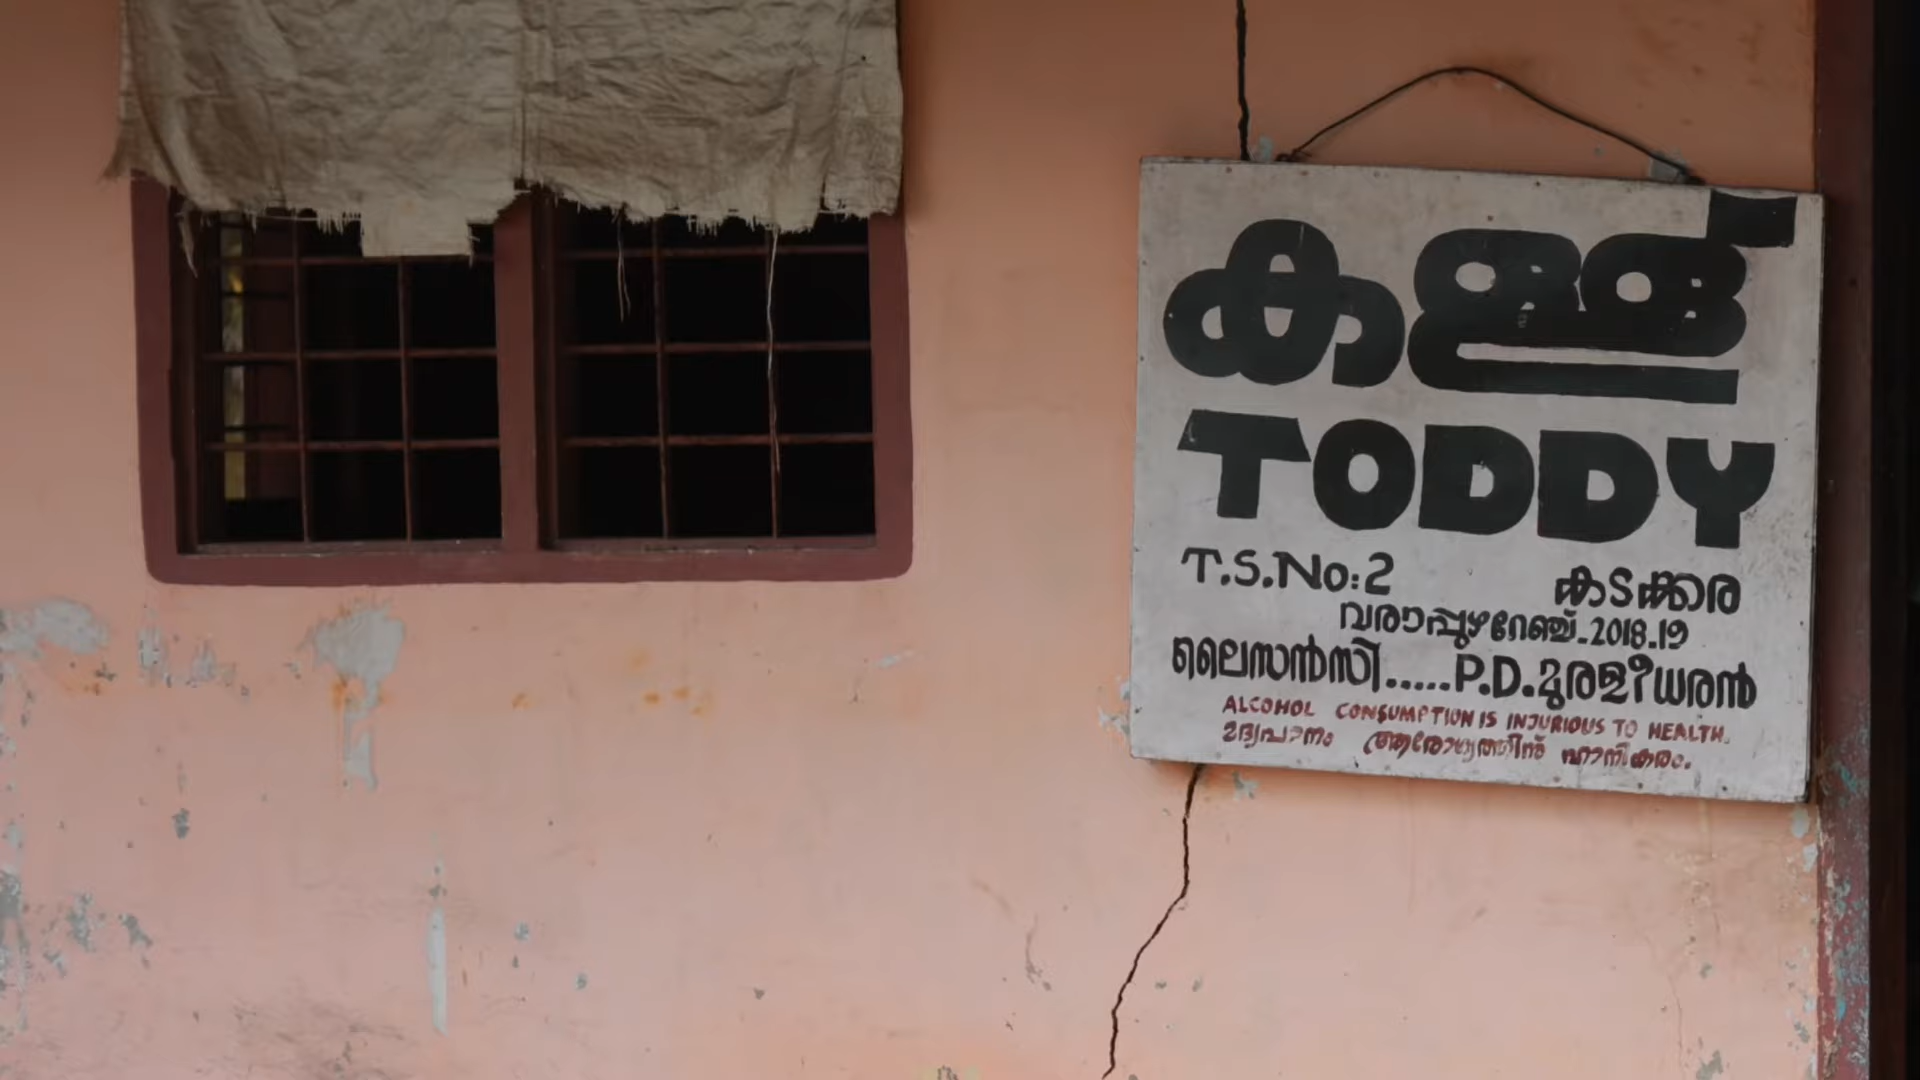 കള്ള്
TODDY
T.S.No:2 കടക്കര
വരാപ്പുഴറേഞ്ച്-2018-19
ലൈസൻസി.....P.D.മുരളീധരൻ
ALCOHOL CONSUMPTION IS INJURIOUS TO HEALTH.
മദ്യപാനം ആരോഗ്യത്തിന് ഹാനികരം.